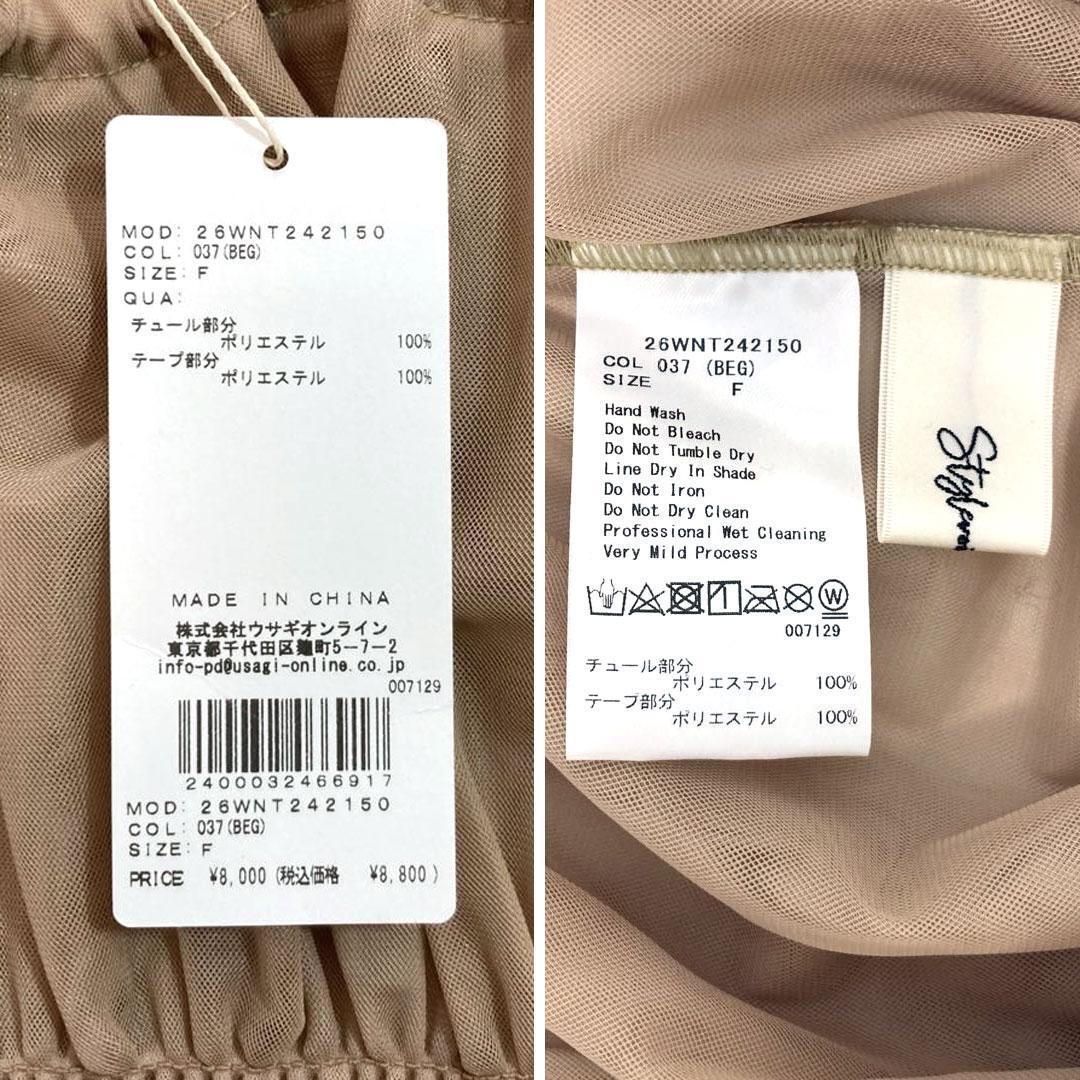 MOD: 26WNT242150
COL: 037(BEG)
SIZE: F
QUA:
チュール部分
ポリエステル 100%
テープ部分
ポリエステル 100%
MADE IN CHINA
株式会社ウサギオンライン
東京都千代田区麹町5-7-2
info-pd@usagi-online.co.jp
007129
2400032466917
MOD: 26WNT242150
COL: 037(BEG)
SIZE: F
PRICE ¥8,000 (税込価格 ¥8,800)
26WNT242150
COL 037 (BEG)
SIZE F
Hand Wash
Do Not Bleach
Do Not Tumble Dry
Line Dry In Shade
Do Not Iron
Do Not Dry Clean
Professional Wet Cleaning
Very Mild Process
W
007129
チュール部分
ポリエステル 100%
テープ部分
ポリエステル 100%